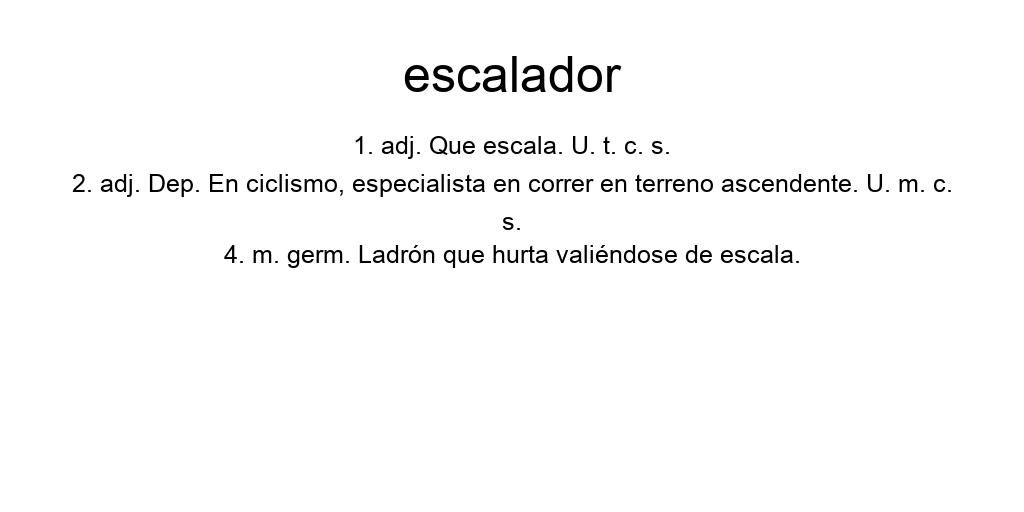 escalador
1. adj. Que escala. U. t. c. s.
2. adj. Dep. En ciclismo, especialista en correr en terreno ascendente. U. m. c.
s.
4. m. germ. Ladrón que hurta valiéndose de escala.